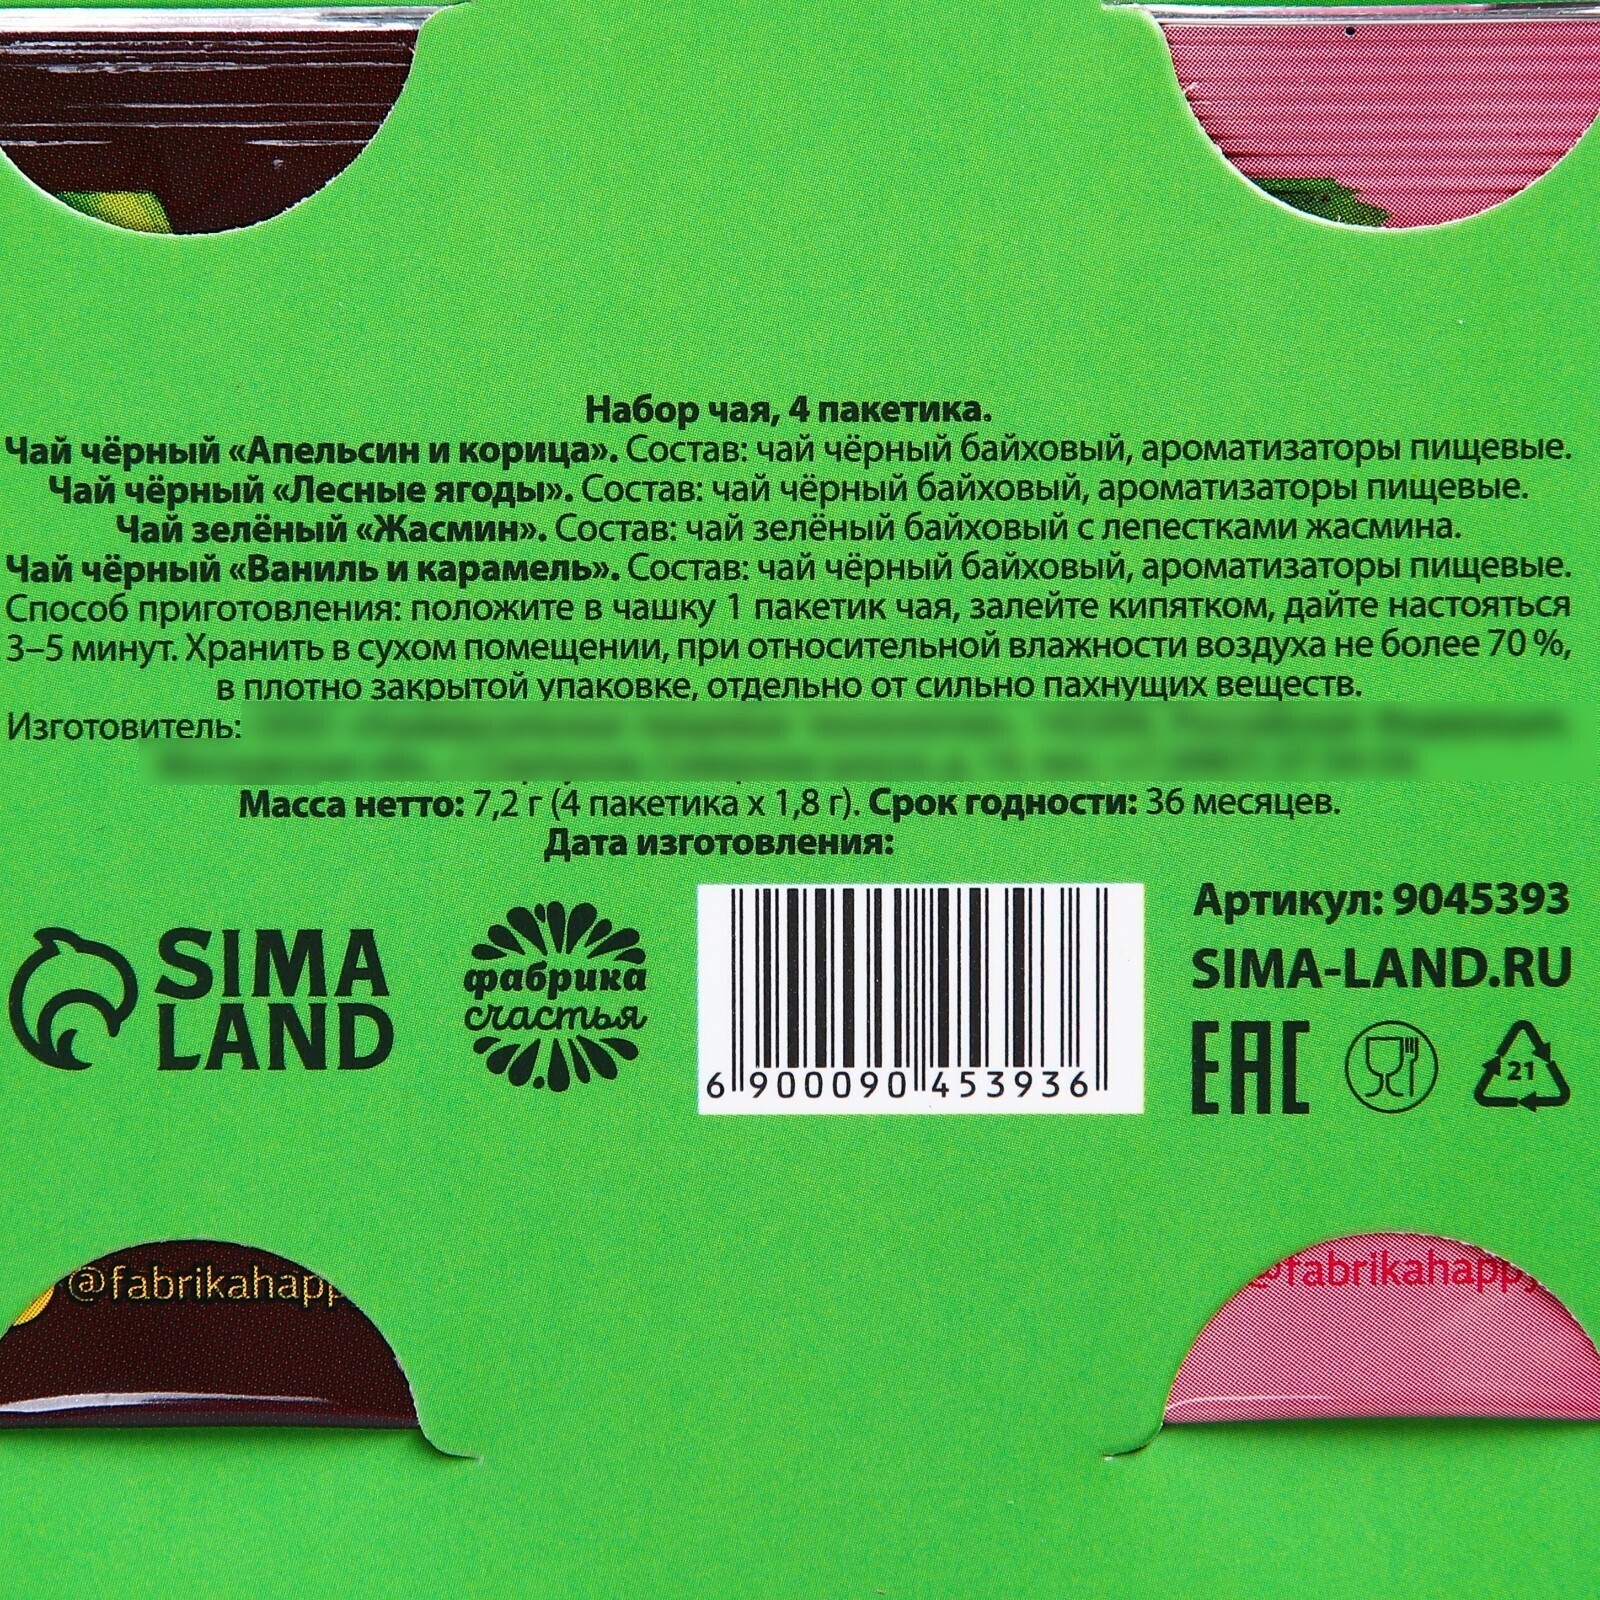 Набор чая, 4 пакетика.
Чай чёрный «Апельсин и корица». Состав: чай чёрный байховый, ароматизаторы пищевые.
Чай чёрный «Лесные ягоды». Состав: чай чёрный байховый, ароматизаторы пищевые.
Чай зелёный «Жасмин». Состав: чай зелёный байховый с лепестками жасмина.
Чай чёрный «Ваниль и карамель». Состав: чай чёрный байховый, ароматизаторы пищевые.
Способ приготовления: положите в чашку 1 пакетик чая, залейте кипятком, дайте настояться
3–5 минут. Хранить в сухом помещении, при относительной влажности воздуха не более 70 %,
в плотно закрытой упаковке, отдельно от сильно пахнущих веществ.
Изготовитель:
Масса нетто: 7,2 г (4 пакетика х 1,8 г). Срок годности: 36 месяцев.
Дата изготовления:
SIMA
LAND
фабрика
счастья
6 900090 453936
Артикул: 9045393
SIMA-LAND.RU
EAC
21
@fabrikahapp
@fabrikahappy